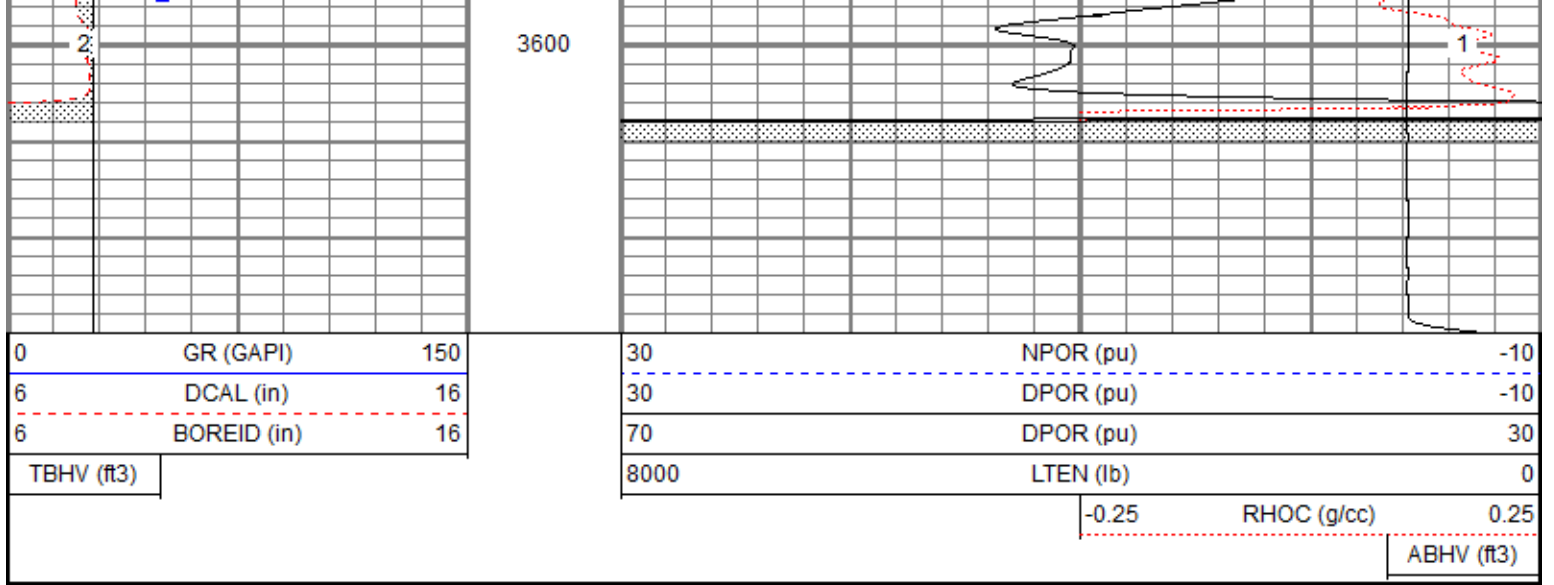 2 3600 1
0 GR (GAPI) 150 30 NPOR (pu) -10
6 DCAL (in) 16 30 DPOR (pu) -10
6 BOREID (in) 16 70 DPOR (pu) 30
TBHV (ft3) 8000 LTEN (lb) 0
-0.25 RHOC (g/cc) 0.25
ABHV (ft3)